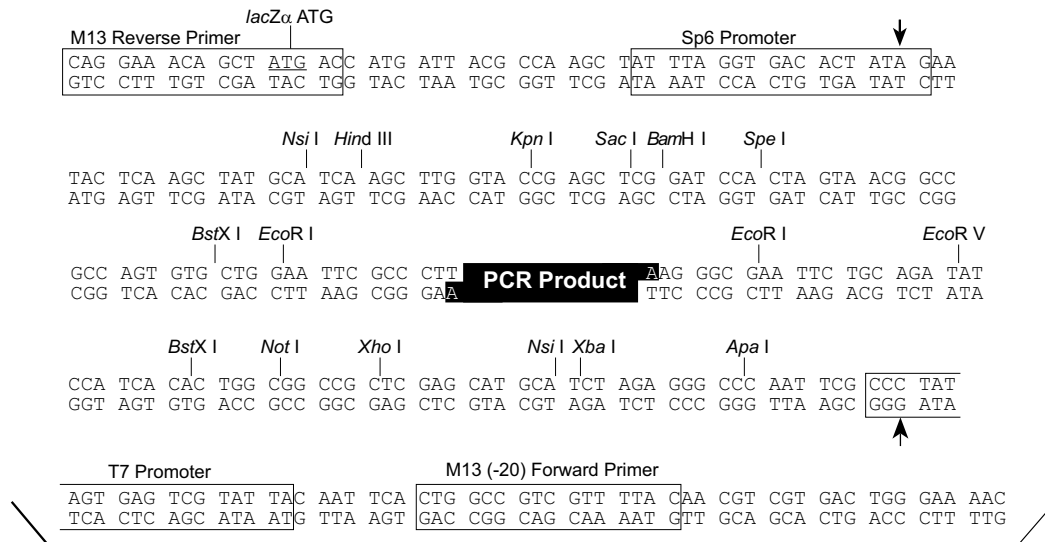 lacZα ATG
M13 Reverse Primer
Sp6 Promoter
CAG GAA ACA GCT ATG ACC ATG ATT ACG CCA AGC TAT TTA GGT GAC ACT ATA GAA
GTC CTT TGT CGA TAC TGG TAC TAA TGC GGT TCG ATA AAT CCA CTG TGA TAT CTT
Nsi I Hind III Kpn I Sac I BamH I Spe I
TAC TCA AGC TAT GCA TCA AGC TTG GTA CCG AGC TCG GAT CCA CTA GTA ACG GCC
ATG AGT TCG ATA CGT AGT TCG AAC CAT GGC TCG AGC CTA GGT GAT CAT TGC CGG
BstX I EcoR I EcoR I EcoR V
GCC AGT GTG CTG GAA TTC GCC CTT PCR Product AAG GGC GAA TTC TGC AGA TAT
CGG TCA CAC GAC CTT AAG CGG GAA TTC CCG CTT AAG ACG TCT ATA
BstX I Not I Xho I Nsi I Xba I Apa I
CCA TCA CAC TGG CGG CCG CTC GAG CAT GCA TCT AGA GGG CCC AAT TCG CCC TAT
GGT AGT GTG ACC GCC GGC GAG CTC GTA CGT AGA TCT CCC GGG TTA AGC GGG ATA
T7 Promoter
M13 (-20) Forward Primer
AGT GAG TCG TAT TAC AAT TCA CTG GCC GTC GTT TTA CAA CGT CGT GAC TGG GAA AAC
TCA CTC AGC ATA ATG TTA AGT GAC CGG CAG CAA AAT GTT GCA GCA CTG ACC CTT TTG